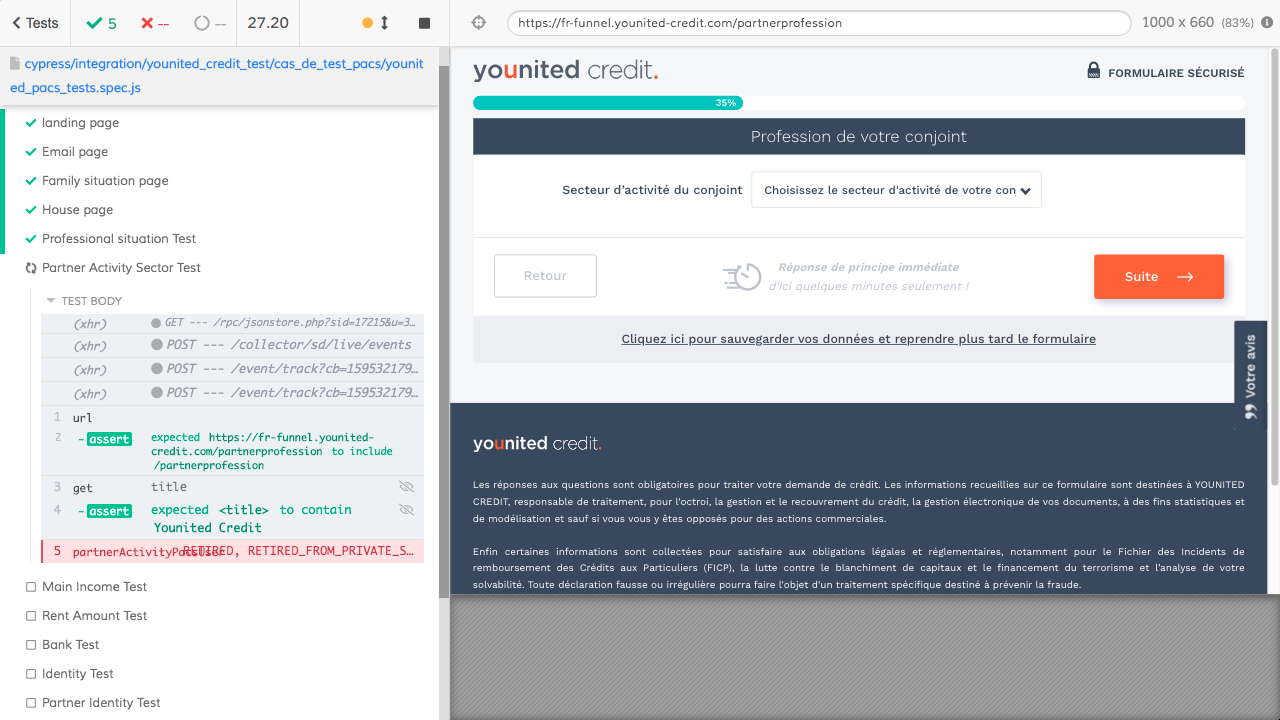 Tests
5
--
--
27.20
https://fr-funnel.younited-credit.com/partnerprofession
1000 x 660 (83%)
cypress/integration/younited_credit_test/cas_de_test_pacs/younit
ed_pacs_tests.spec.js
landing page
Email page
Family situation page
House page
Professional situation Test
Partner Activity Sector Test
TEST BODY
(xhr) GET --- /rpc/jsonstore.php?sid=17215&u=3…
(xhr) POST --- /collector/sd/live/events
(xhr) POST --- /event/track?cb=159532179…
(xhr) POST --- /event/track?cb=159532179…
1 url
2 - assert expected https://fr-funnel.younited-
credit.com/partnerprofession to include
/partnerprofession
3 get title
4 - assert expected <title> to contain
Younited Credit
5 RETIRED, RETIRED_FROM_PRIVATE_S…
Main Income Test
Rent Amount Test
Bank Test
Identity Test
Partner Identity Test
younited credit.
FORMULAIRE SÉCURISÉ
35%
Profession de votre conjoint
Secteur d'activité du conjoint
Choisissez le secteur d'activité de votre con
Retour
Réponse de principe immédiate
d'ici quelques minutes seulement !
Suite
Cliquez ici pour sauvegarder vos données et reprendre plus tard le formulaire
Votre avis
younited credit.
Les réponses aux questions sont obligatoires pour traiter votre demande de crédit. Les informations recueillies sur ce formulaire sont destinées à YOUNITED
CREDIT, responsable de traitement, pour l'octroi, la gestion et le recouvrement du crédit, la gestion électronique de vos documents, à des fins statistiques et
de modélisation et sauf si vous vous y êtes opposés pour des actions commerciales.
Enfin certaines informations sont collectées pour satisfaire aux obligations légales et réglementaires, notamment pour le Fichier des Incidents de
remboursement des Crédits aux Particuliers (FICP), la lutte contre le blanchiment de capitaux et le financement du terrorisme et l'analyse de votre
solvabilité. Toute déclaration fausse ou irrégulière pourra faire l'objet d'un traitement spécifique destiné à prévenir la fraude.